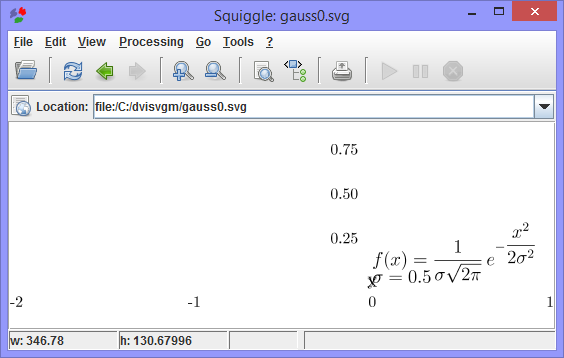 Squiggle: gauss0.svg
File Edit View Processing Go Tools ?
Location: file:/C:/dvisvgm/gauss0.svg
0.75
0.50
0.25
f(x) = \frac{1}{\sigma\sqrt{2\pi}} e^{-\frac{x^2}{2\sigma^2}}
σ = 0.5
x
-2 -1 0 1
w: 346.78 h: 130.67996